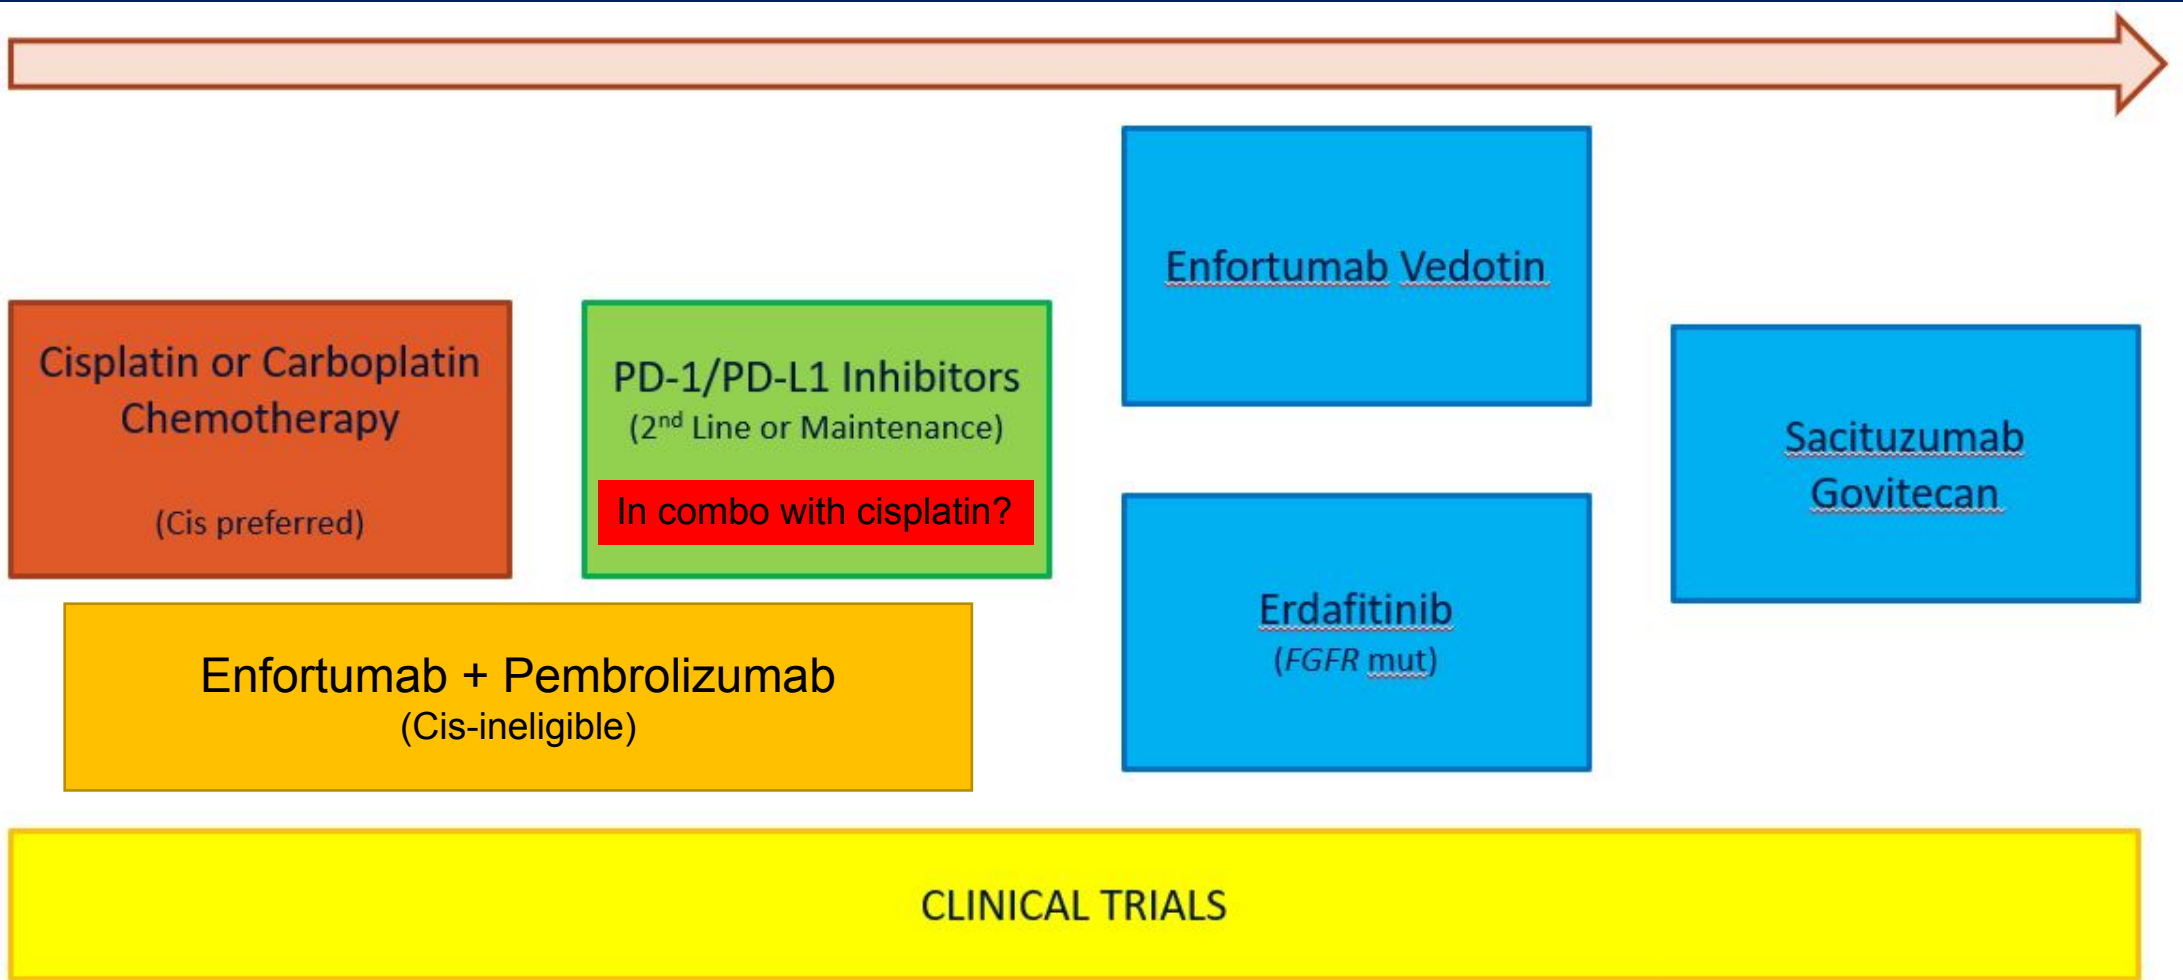 Cisplatin or Carboplatin
Chemotherapy
(Cis preferred)
PD-1/PD-L1 Inhibitors
(2nd Line or Maintenance)
In combo with cisplatin?
Enfortumab + Pembrolizumab
(Cis-ineligible)
Enfortumab Vedotin
Erdafitinib
(FGFR mut)
Sacituzumab
Govitecan
CLINICAL TRIALS